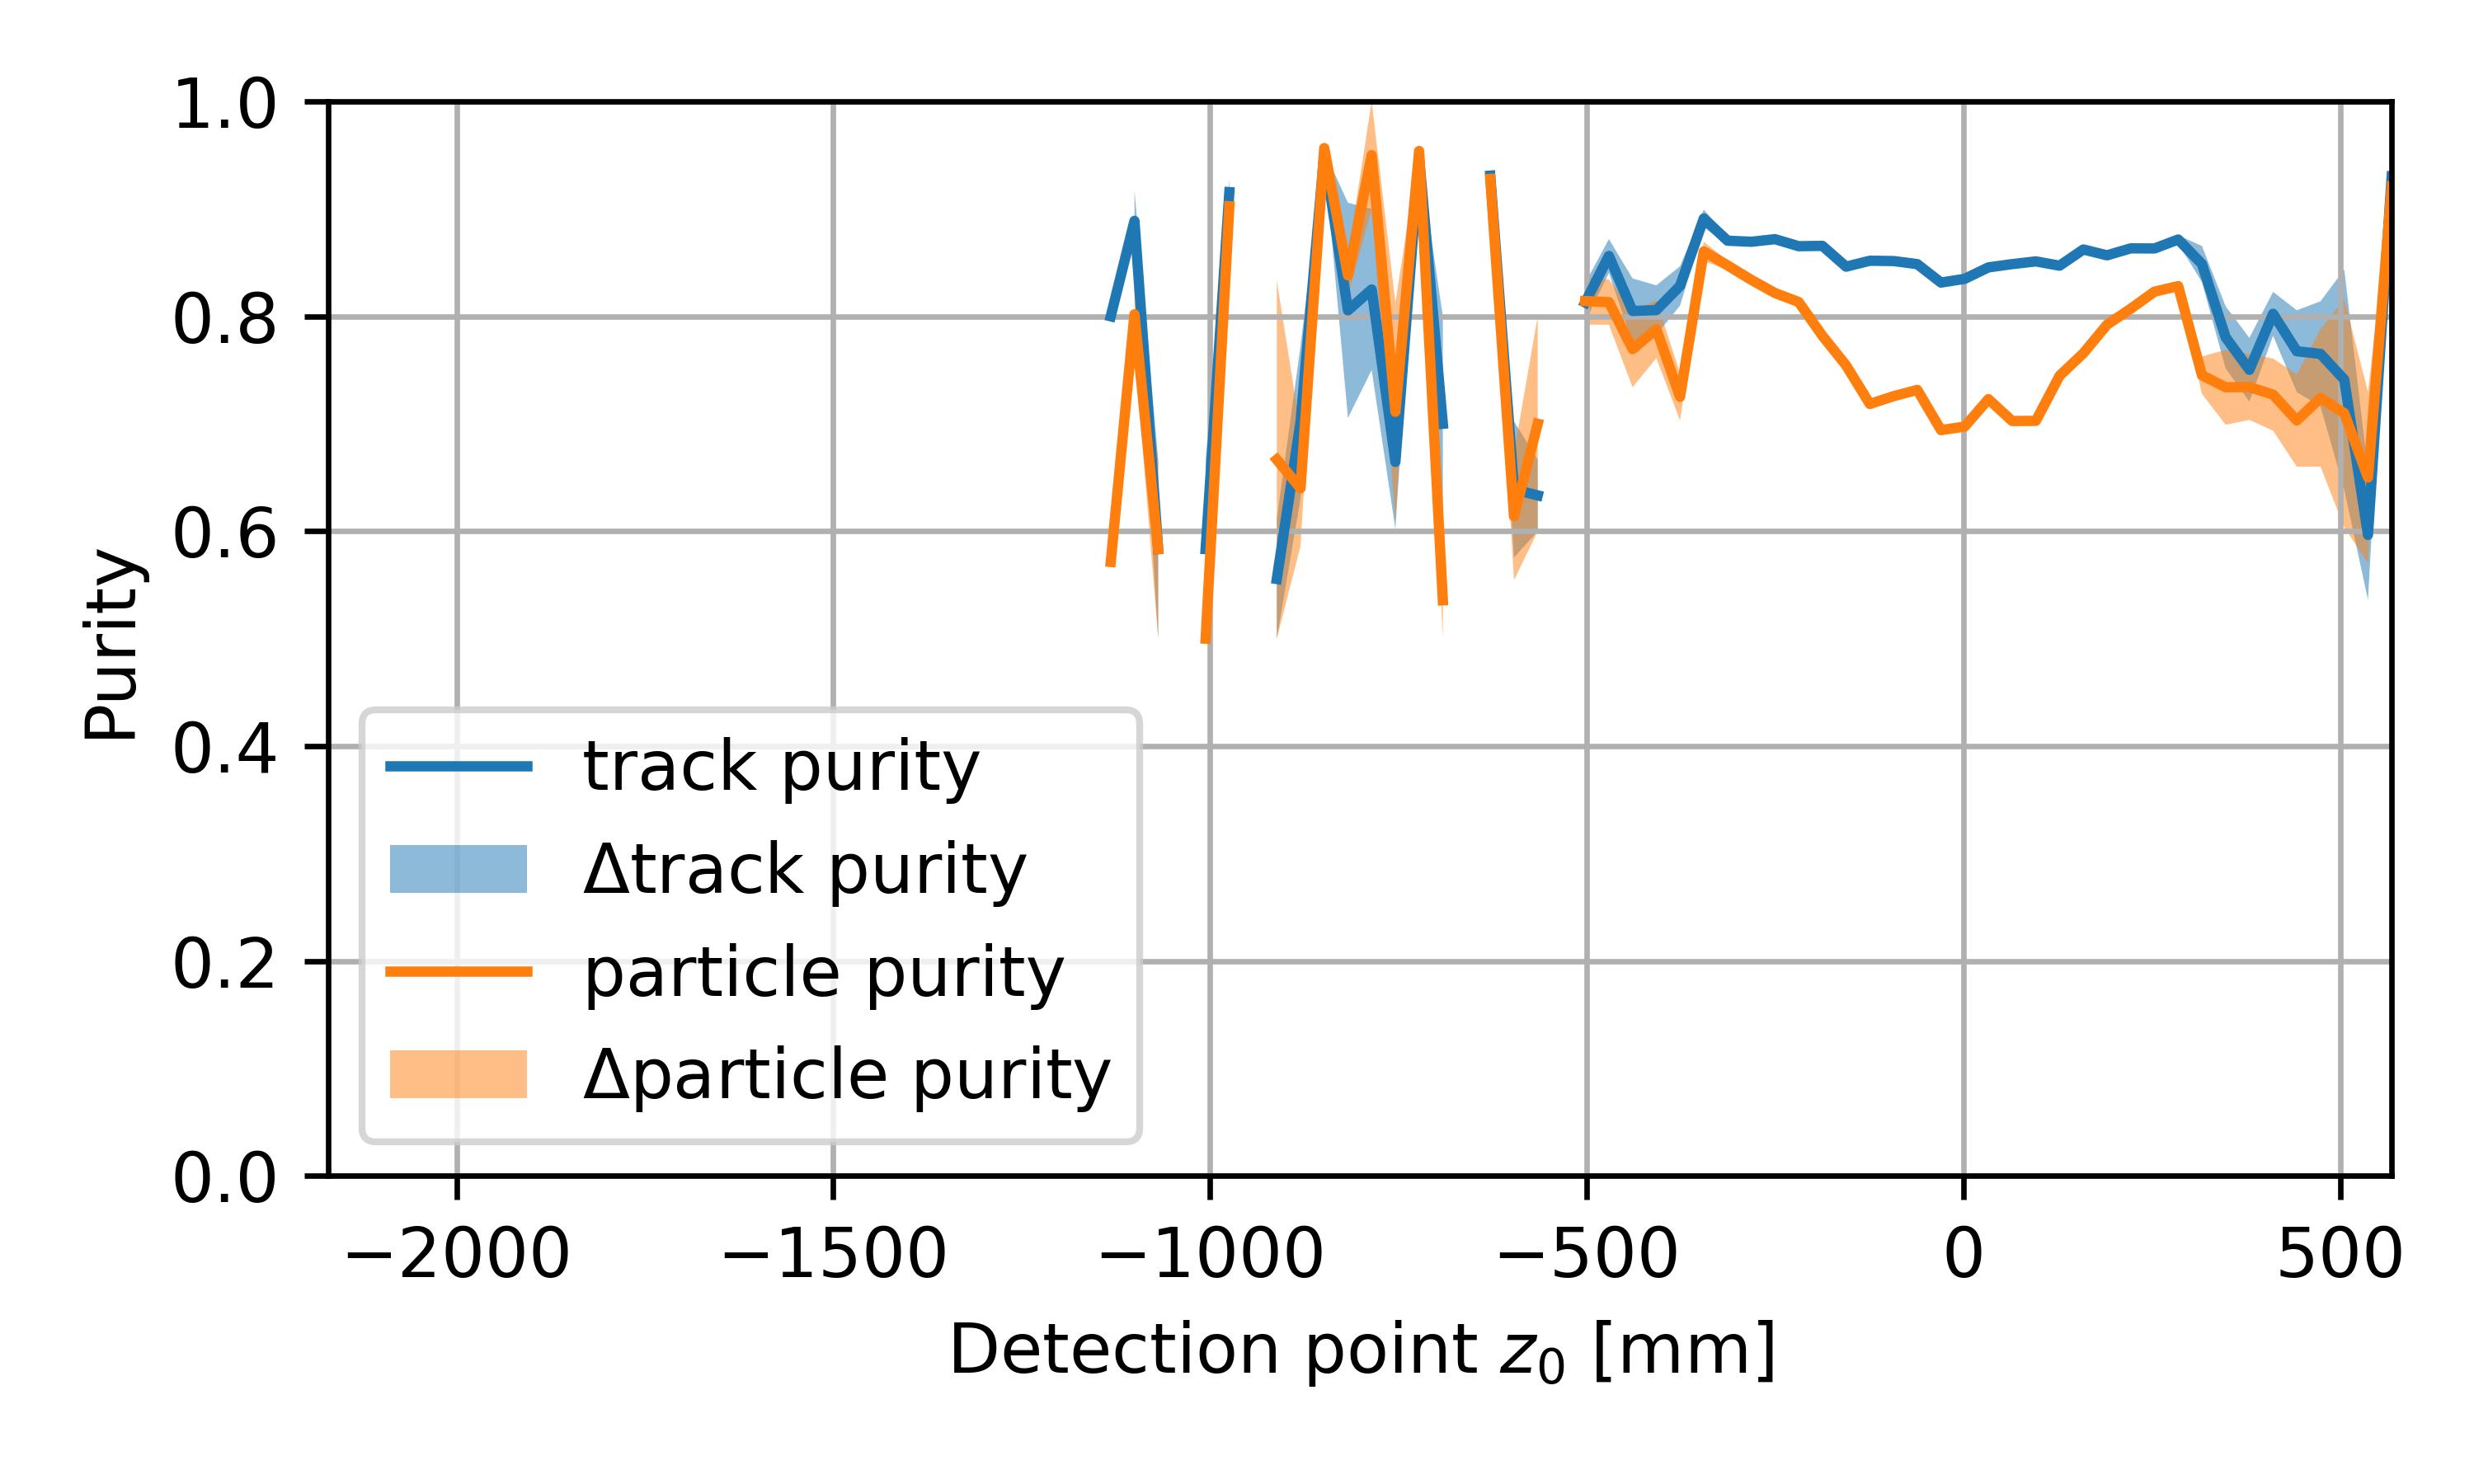 1.0
0.8
0.6
0.4
0.2
0.0
Purity
track purity
Δtrack purity
particle purity
Δparticle purity
−2000 −1500 −1000 −500 0 500
Detection point z₀ [mm]